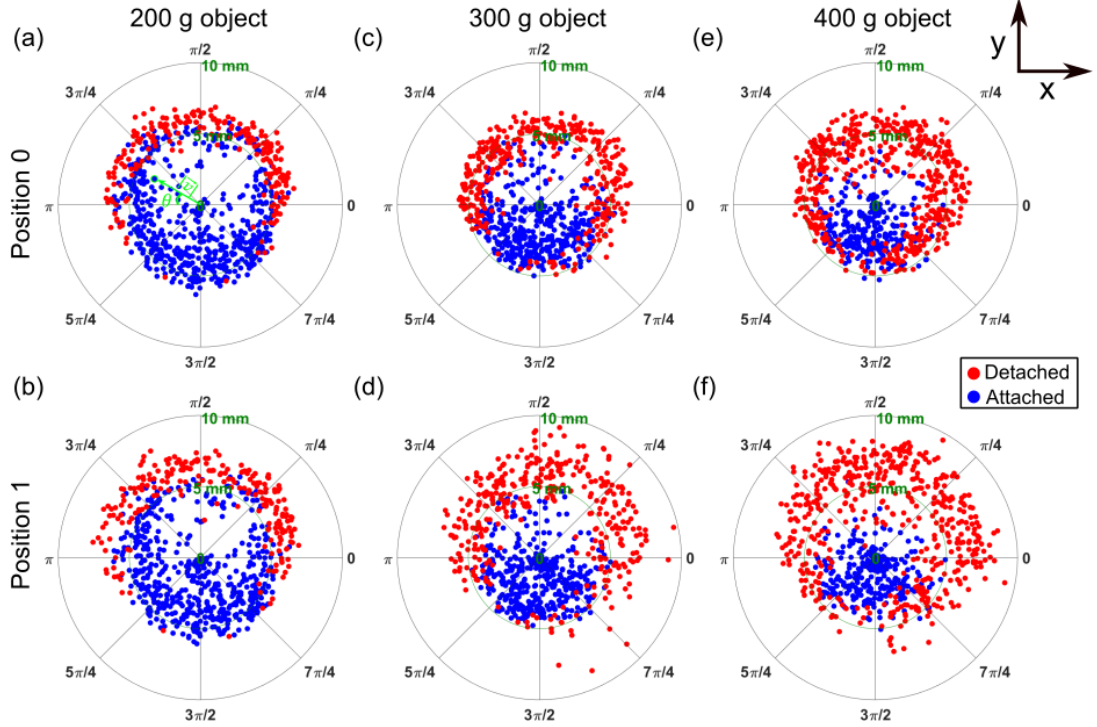 200 g object
300 g object
400 g object
(a)
(c)
(e)
y
x
Position 0
π/2
10 mm
3π/4
π/4
5 mm
π
0
0
θ
5π/4
7π/4
3π/2
π/2
10 mm
3π/4
π/4
5 mm
π
0
0
5π/4
7π/4
3π/2
π/2
10 mm
3π/4
π/4
5 mm
π
0
0
5π/4
7π/4
3π/2
(b)
(d)
(f)
Detached
Attached
Position 1
π/2
10 mm
3π/4
π/4
5 mm
π
0
0
5π/4
7π/4
3π/2
π/2
10 mm
3π/4
π/4
5 mm
π
0
0
5π/4
7π/4
3π/2
π/2
10 mm
3π/4
π/4
5 mm
π
0
0
5π/4
7π/4
3π/2